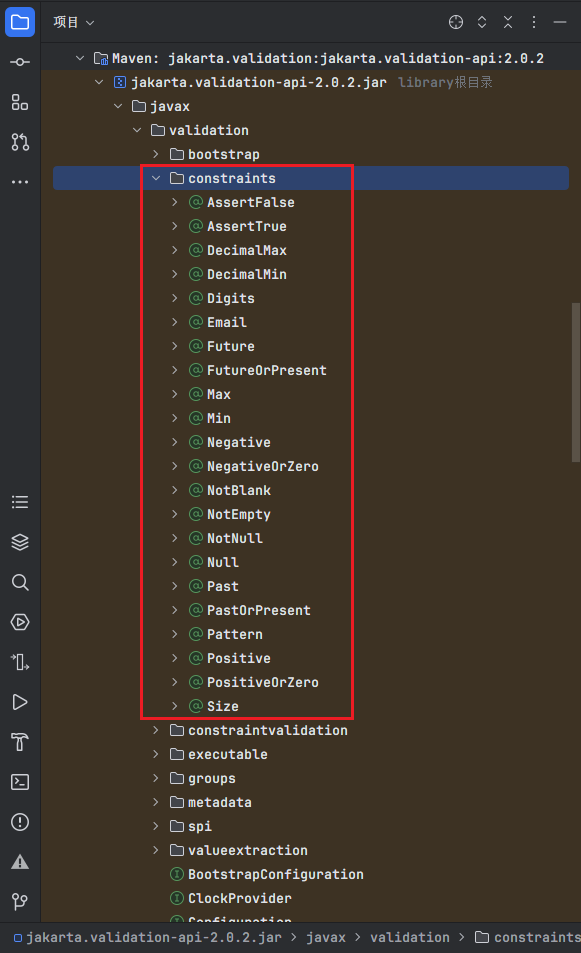 项目
Maven: jakarta.validation:jakarta.validation-api:2.0.2
jakarta.validation-api-2.0.2.jar library根目录
javax
validation
bootstrap
constraints
AssertFalse
AssertTrue
DecimalMax
DecimalMin
Digits
Email
Future
FutureOrPresent
Max
Min
Negative
NegativeOrZero
NotBlank
NotEmpty
NotNull
Null
Past
PastOrPresent
Pattern
Positive
PositiveOrZero
Size
constraintvalidation
executable
groups
metadata
spi
valueextraction
BootstrapConfiguration
ClockProvider
Configuration
jakarta.validation-api-2.0.2.jar > javax > validation > constraints